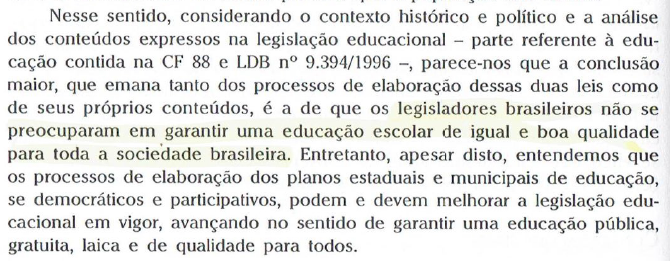 Nesse sentido, considerando o contexto histórico e político e a análise
dos conteúdos expressos na legislação educacional – parte referente à edu-
cação contida na CF 88 e LDB nº 9.394/1996 –, parece-nos que a conclusão
maior, que emana tanto dos processos de elaboração dessas duas leis como
de seus próprios conteúdos, é a de que os legisladores brasileiros não se
preocuparam em garantir uma educação escolar de igual e boa qualidade
para toda a sociedade brasileira. Entretanto, apesar disto, entendemos que
os processos de elaboração dos planos estaduais e municipais de educação,
se democráticos e participativos, podem e devem melhorar a legislação edu-
cacional em vigor, avançando no sentido de garantir uma educação pública,
gratuita, laica e de qualidade para todos.